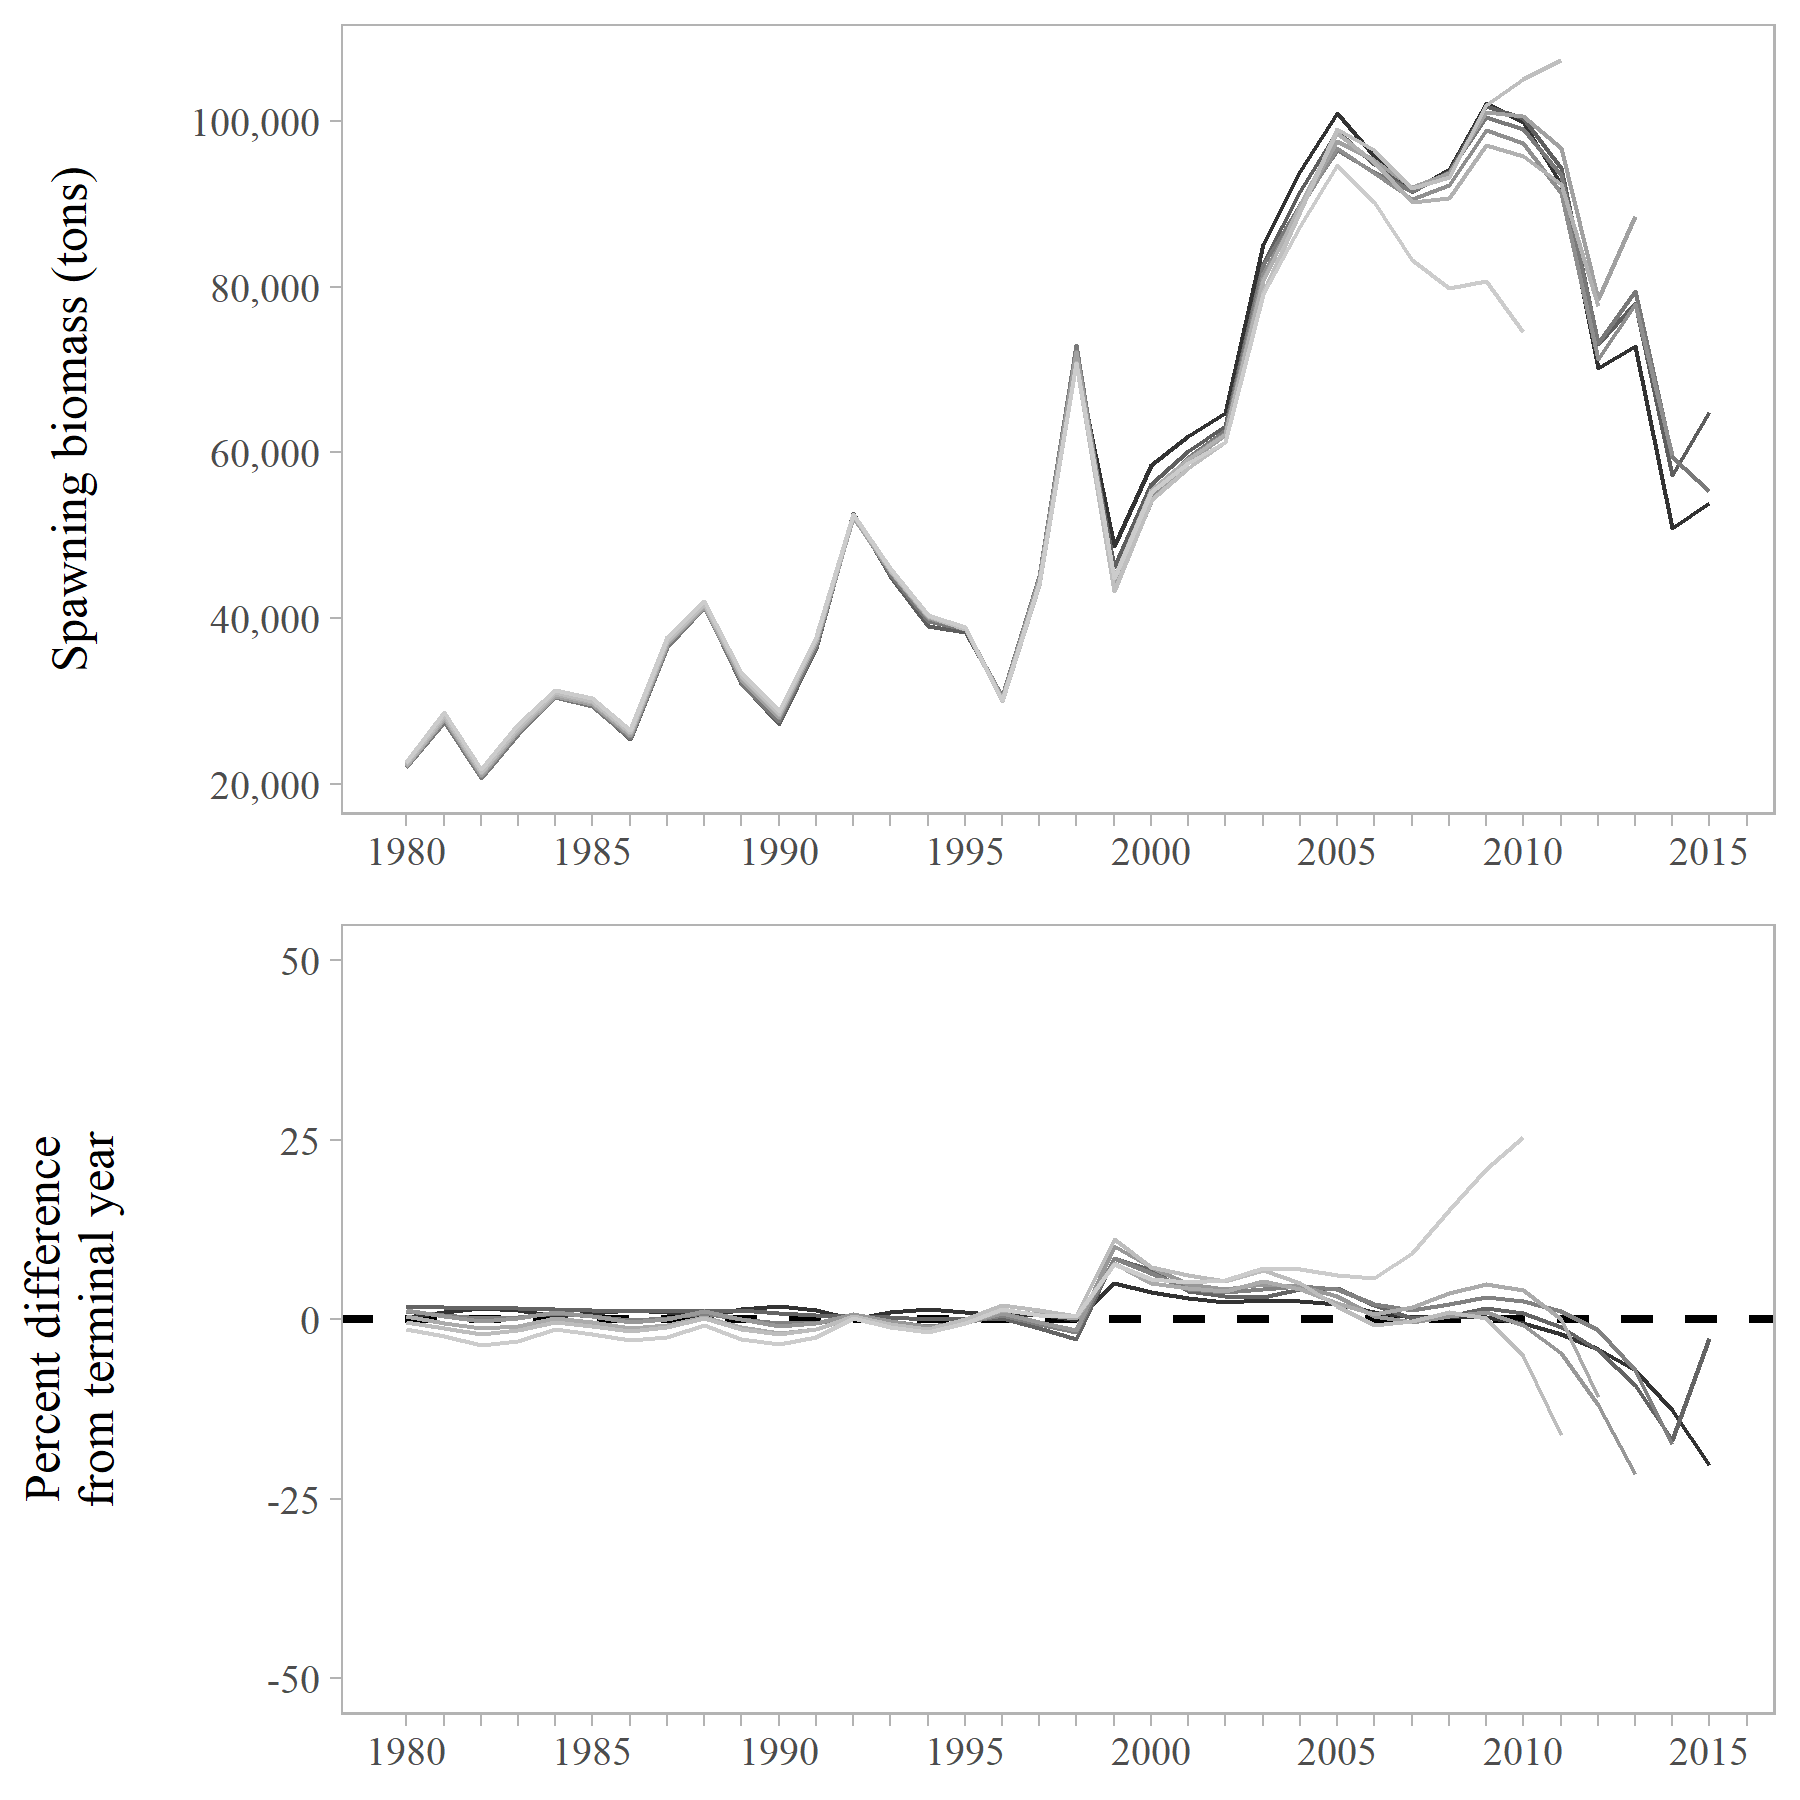 Spawning biomass (tons)
100,000
80,000
60,000
40,000
20,000
1980 1985 1990 1995 2000 2005 2010 2015
Percent difference
from terminal year
50
25
0
-25
-50
1980 1985 1990 1995 2000 2005 2010 2015